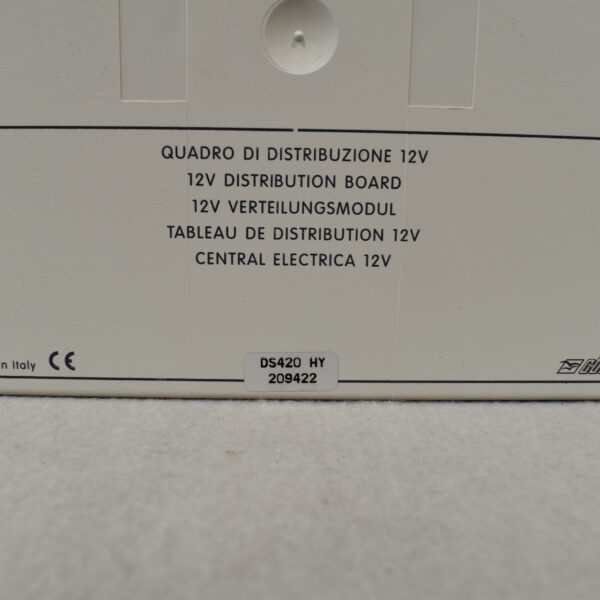 QUADRO DI DISTRIBUZIONE 12V
12V DISTRIBUTION BOARD
12V VERTEILUNGSMODUL
TABLEAU DE DISTRIBUTION 12V
CENTRAL ELECTRICA 12V
n Italy CE
DS420 HY
209422